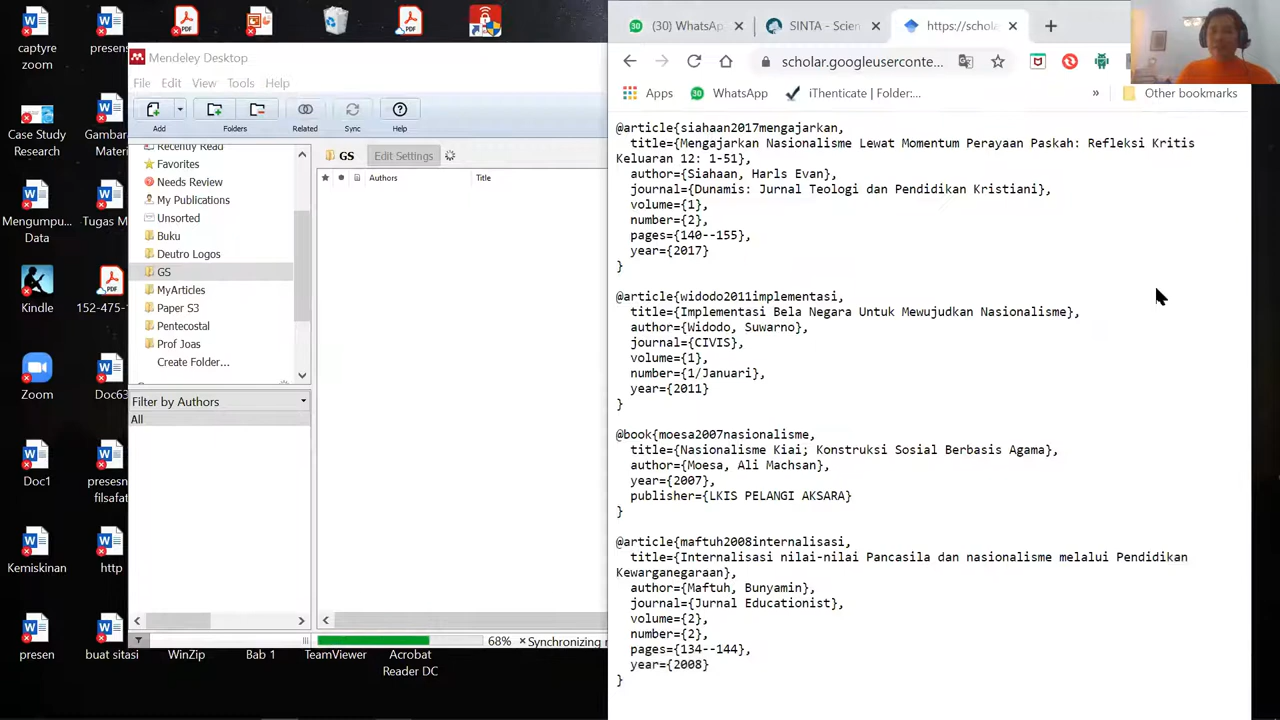 captyre
zoom
presen
Case Study
Research
Gambar
Materi
Mengumpu...
Data
Tugas M
Kindle
152-475-1
Zoom
Doc63
Doc1
presesn
filsafat
Kemiskinan
http
presen
buat sitasi
WinZip
Bab 1
TeamViewer
Acrobat
Reader DC
Mendeley Desktop
File Edit View Tools Help
Add Folders Related Sync Help
Recently Read
Favorites
Needs Review
My Publications
Unsorted
Buku
Deutro Logos
GS
MyArticles
Paper S3
Pentecostal
Prof Joas
Create Folder...
Filter by Authors
All
GS Edit Settings
Authors Title
68% Synchronizing
(30) WhatsAp
SINTA - Scien
https://schola
scholar.googleuserconte...
Apps WhatsApp iThenticate | Folder:... » Other bookmarks
@article{siahaan2017mengajarkan,
title={Mengajarkan Nasionalisme Lewat Momentum Perayaan Paskah: Refleksi Kritis
Keluaran 12: 1-51},
author={Siahaan, Harls Evan},
journal={Dunamis: Jurnal Teologi dan Pendidikan Kristiani},
volume={1},
number={2},
pages={140--155},
year={2017}
}
@article{widodo2011implementasi,
title={Implementasi Bela Negara Untuk Mewujudkan Nasionalisme},
author={Widodo, Suwarno},
journal={CIVIS},
volume={1},
number={1/Januari},
year={2011}
}
@book{moesa2007nasionalisme,
title={Nasionalisme Kiai; Konstruksi Sosial Berbasis Agama},
author={Moesa, Ali Machsan},
year={2007},
publisher={LKIS PELANGI AKSARA}
}
@article{maftuh2008internalisasi,
title={Internalisasi nilai-nilai Pancasila dan nasionalisme melalui Pendidikan
Kewarganegaraan},
author={Maftuh, Bunyamin},
journal={Jurnal Educationist},
volume={2},
number={2},
pages={134--144},
year={2008}
}